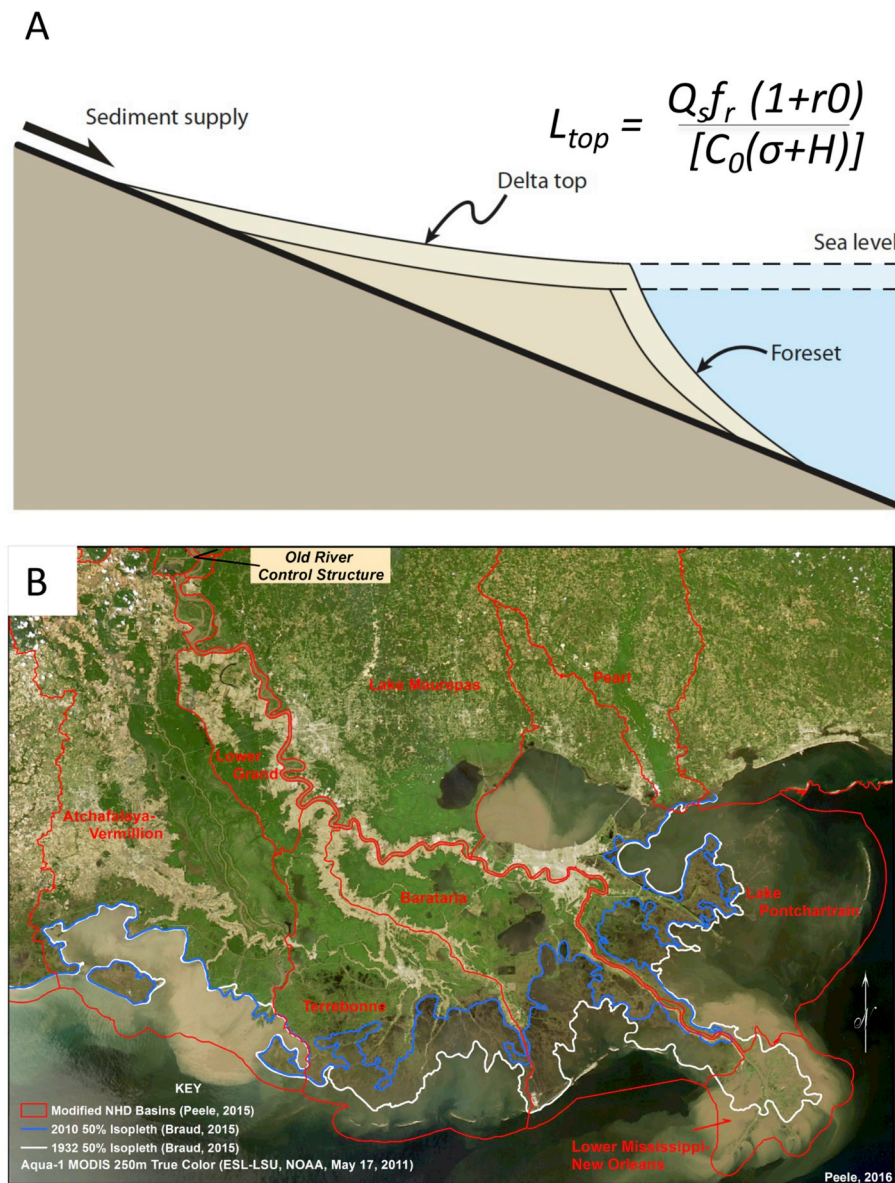 A
Sediment supply
L_top = Q_s f_r (1+r0)
[C_0(σ+H)]
Delta top
Sea level
Foreset
B
Old River
Control Structure
Lake Maurepas
Pearl
Lower
Grand
Atchafalaya-
Vermillion
Barataria
Lake
Pontchartrain
Terrebonne
N
KEY
Modified NHD Basins (Peele, 2015)
2010 50% Isopleth (Braud, 2015)
1932 50% Isopleth (Braud, 2015)
Aqua-1 MODIS 250m True Color (ESL-LSU, NOAA, May 17, 2011)
Lower Mississippi-
New Orleans
Peele, 2016